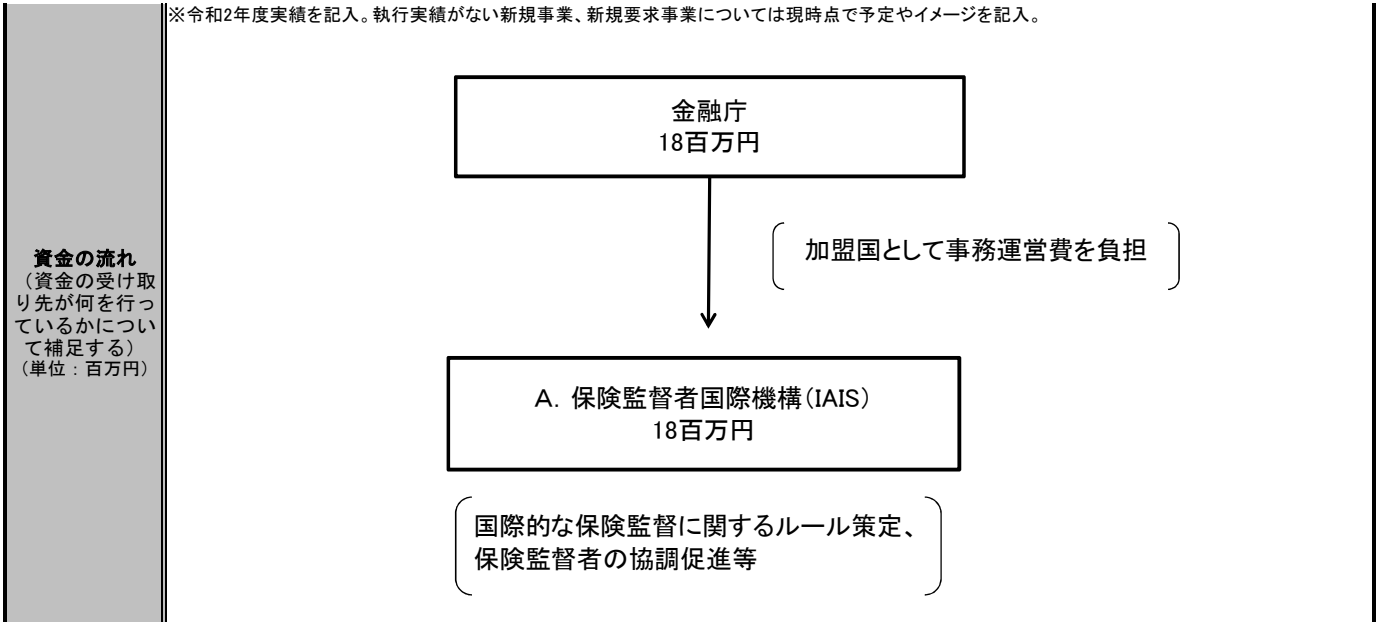 ※令和2年度実績を記入。執行実績がない新規事業、新規要求事業については現時点で予定やイメージを記入。
金融庁
18百万円
加盟国として事務運営費を負担
資金の流れ
（資金の受け取
り先が何を行っ
ているかについ
て補足する）
（単位：百万円）
A．保険監督者国際機構（IAIS）
18百万円
国際的な保険監督に関するルール策定、
保険監督者の協調促進等